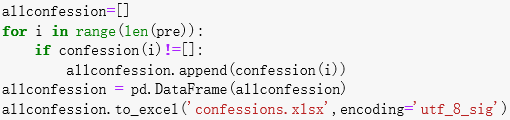 allconfession=[]
for i in range(len(pre)):
    if confession(i)!=[]:
        allconfession.append(confession(i))
allconfession = pd.DataFrame(allconfession)
allconfession.to_excel('confessions.xlsx',encoding='utf_8_sig')